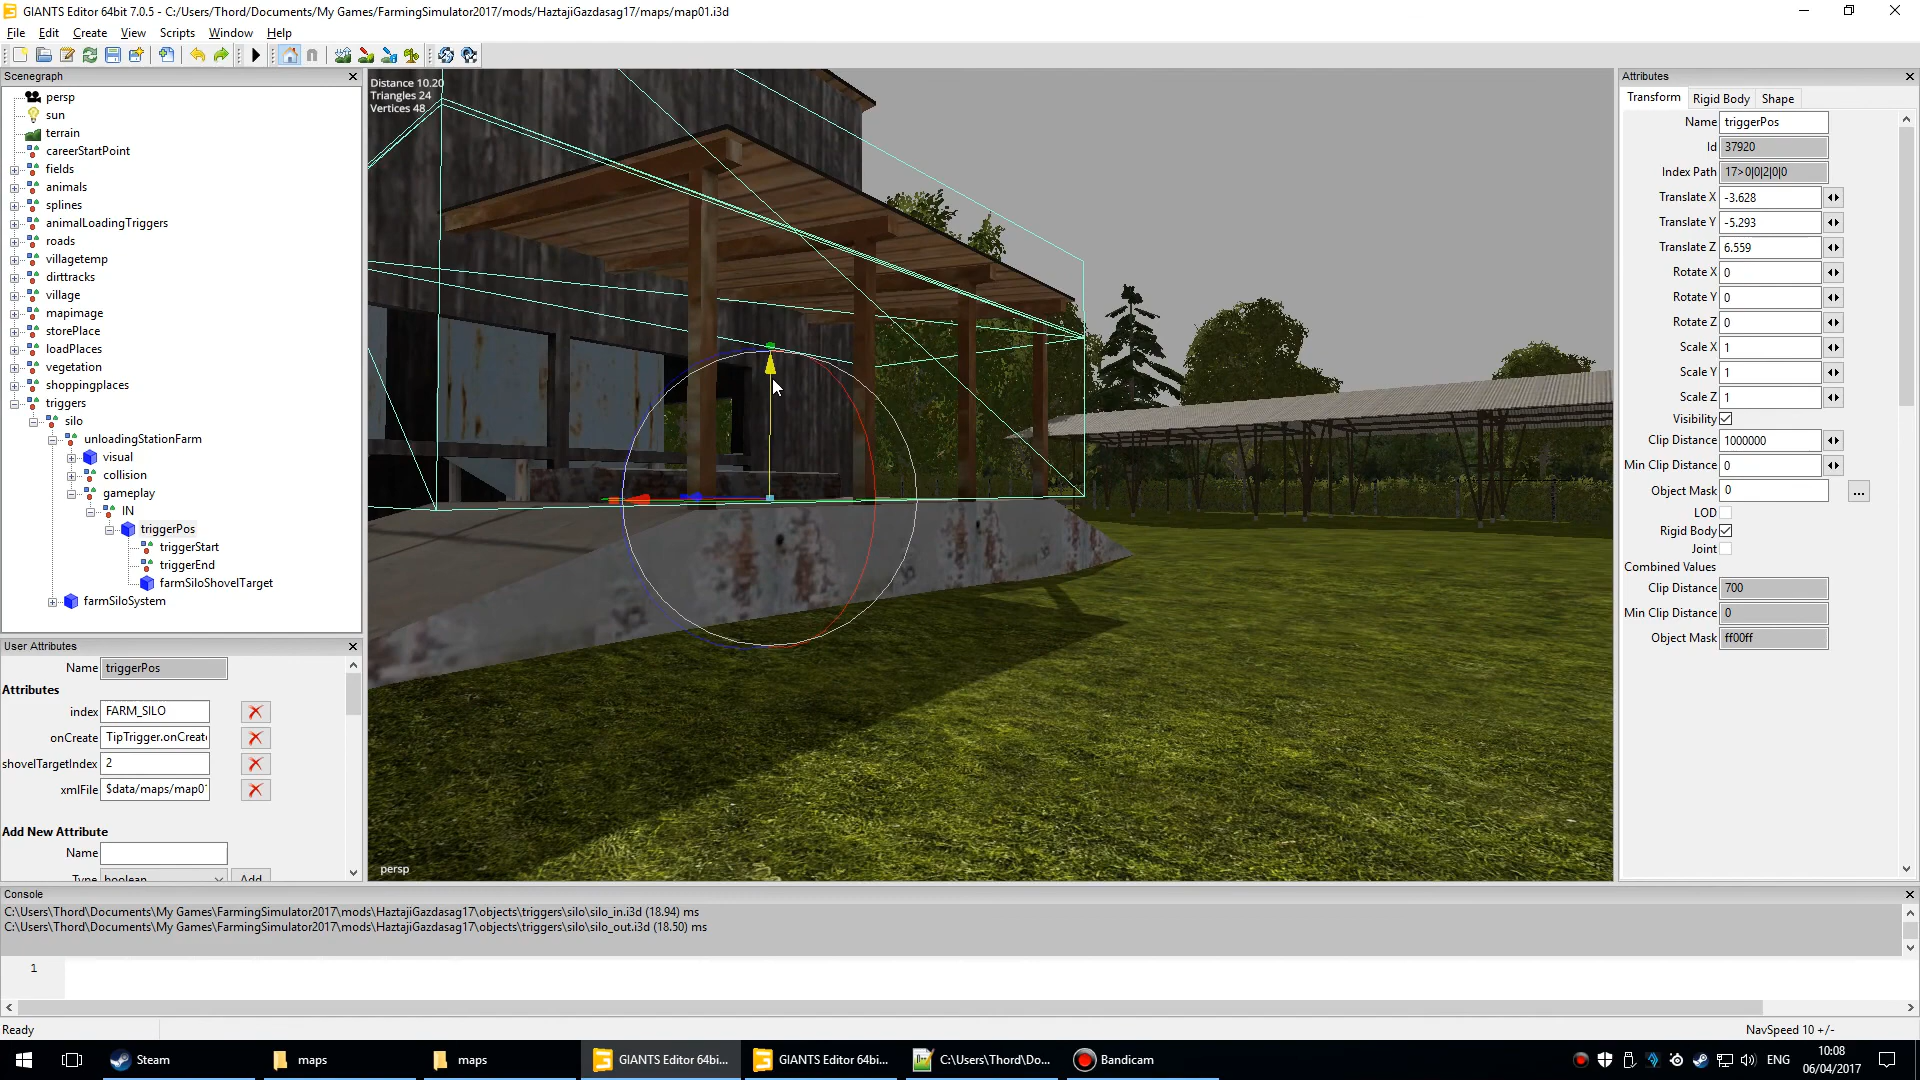 GIANTS Editor 64bit 7.0.5 - C:/Users/Thord/Documents/My Games/FarmingSimulator2017/mods/HaztajiGazdasag17/maps/map01.i3d
File Edit Create View Scripts Window Help
Scenegraph
persp
sun
terrain
careerStartPoint
fields
animals
splines
animalLoadingTriggers
roads
villagetemp
dirttracks
village
mapimage
storePlace
loadPlaces
vegetation
shoppingplaces
triggers
silo
unloadingStationFarm
visual
collision
gameplay
IN
triggerPos
triggerStart
triggerEnd
farmSiloShovelTarget
farmSiloSystem
User Attributes
Name triggerPos
Attributes
index FARM_SILO
onCreate TipTrigger.onCreat
shovelTargetIndex 2
xmlFile $data/maps/map0
Add New Attribute
Name
Type boolean Add
Distance 10.20
Triangles 24
Vertices 48
persp
Attributes
Transform Rigid Body Shape
Name triggerPos
Id 37920
Index Path 17>0|0|2|0|0
Translate X -3.628
Translate Y -5.293
Translate Z 6.559
Rotate X 0
Rotate Y 0
Rotate Z 0
Scale X 1
Scale Y 1
Scale Z 1
Visibility
Clip Distance 1000000
Min Clip Distance 0
Object Mask 0 ...
LOD
Rigid Body
Joint
Combined Values
Clip Distance 700
Min Clip Distance 0
Object Mask ff00ff
Console
C:\Users\Thord\Documents\My Games\FarmingSimulator2017\mods\HaztajiGazdasag17\objects\triggers\silo\silo_in.i3d (18.94) ms
C:\Users\Thord\Documents\My Games\FarmingSimulator2017\mods\HaztajiGazdasag17\objects\triggers\silo\silo_out.i3d (18.50) ms
1
Ready
NavSpeed 10 +/-
Steam maps maps GIANTS Editor 64bi... GIANTS Editor 64bi... C:\Users\Thord\Do... Bandicam ENG 10:08
06/04/2017